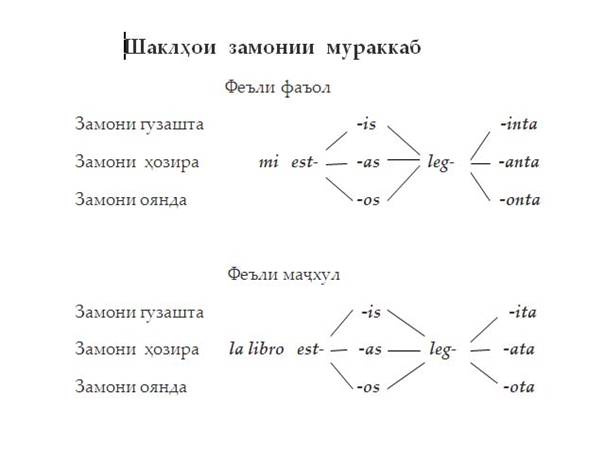 Шаклҳои замонии мураккаб
Феъли фаъол
Замони гузашта -is -inta
Замони ҳозира mi est- -as leg- -anta
Замони оянда -os -onta
Феъли маҷхул
Замони гузашта -is -ita
Замони ҳозира la libro est- -as leg- -ata
Замони оянда -os -ota